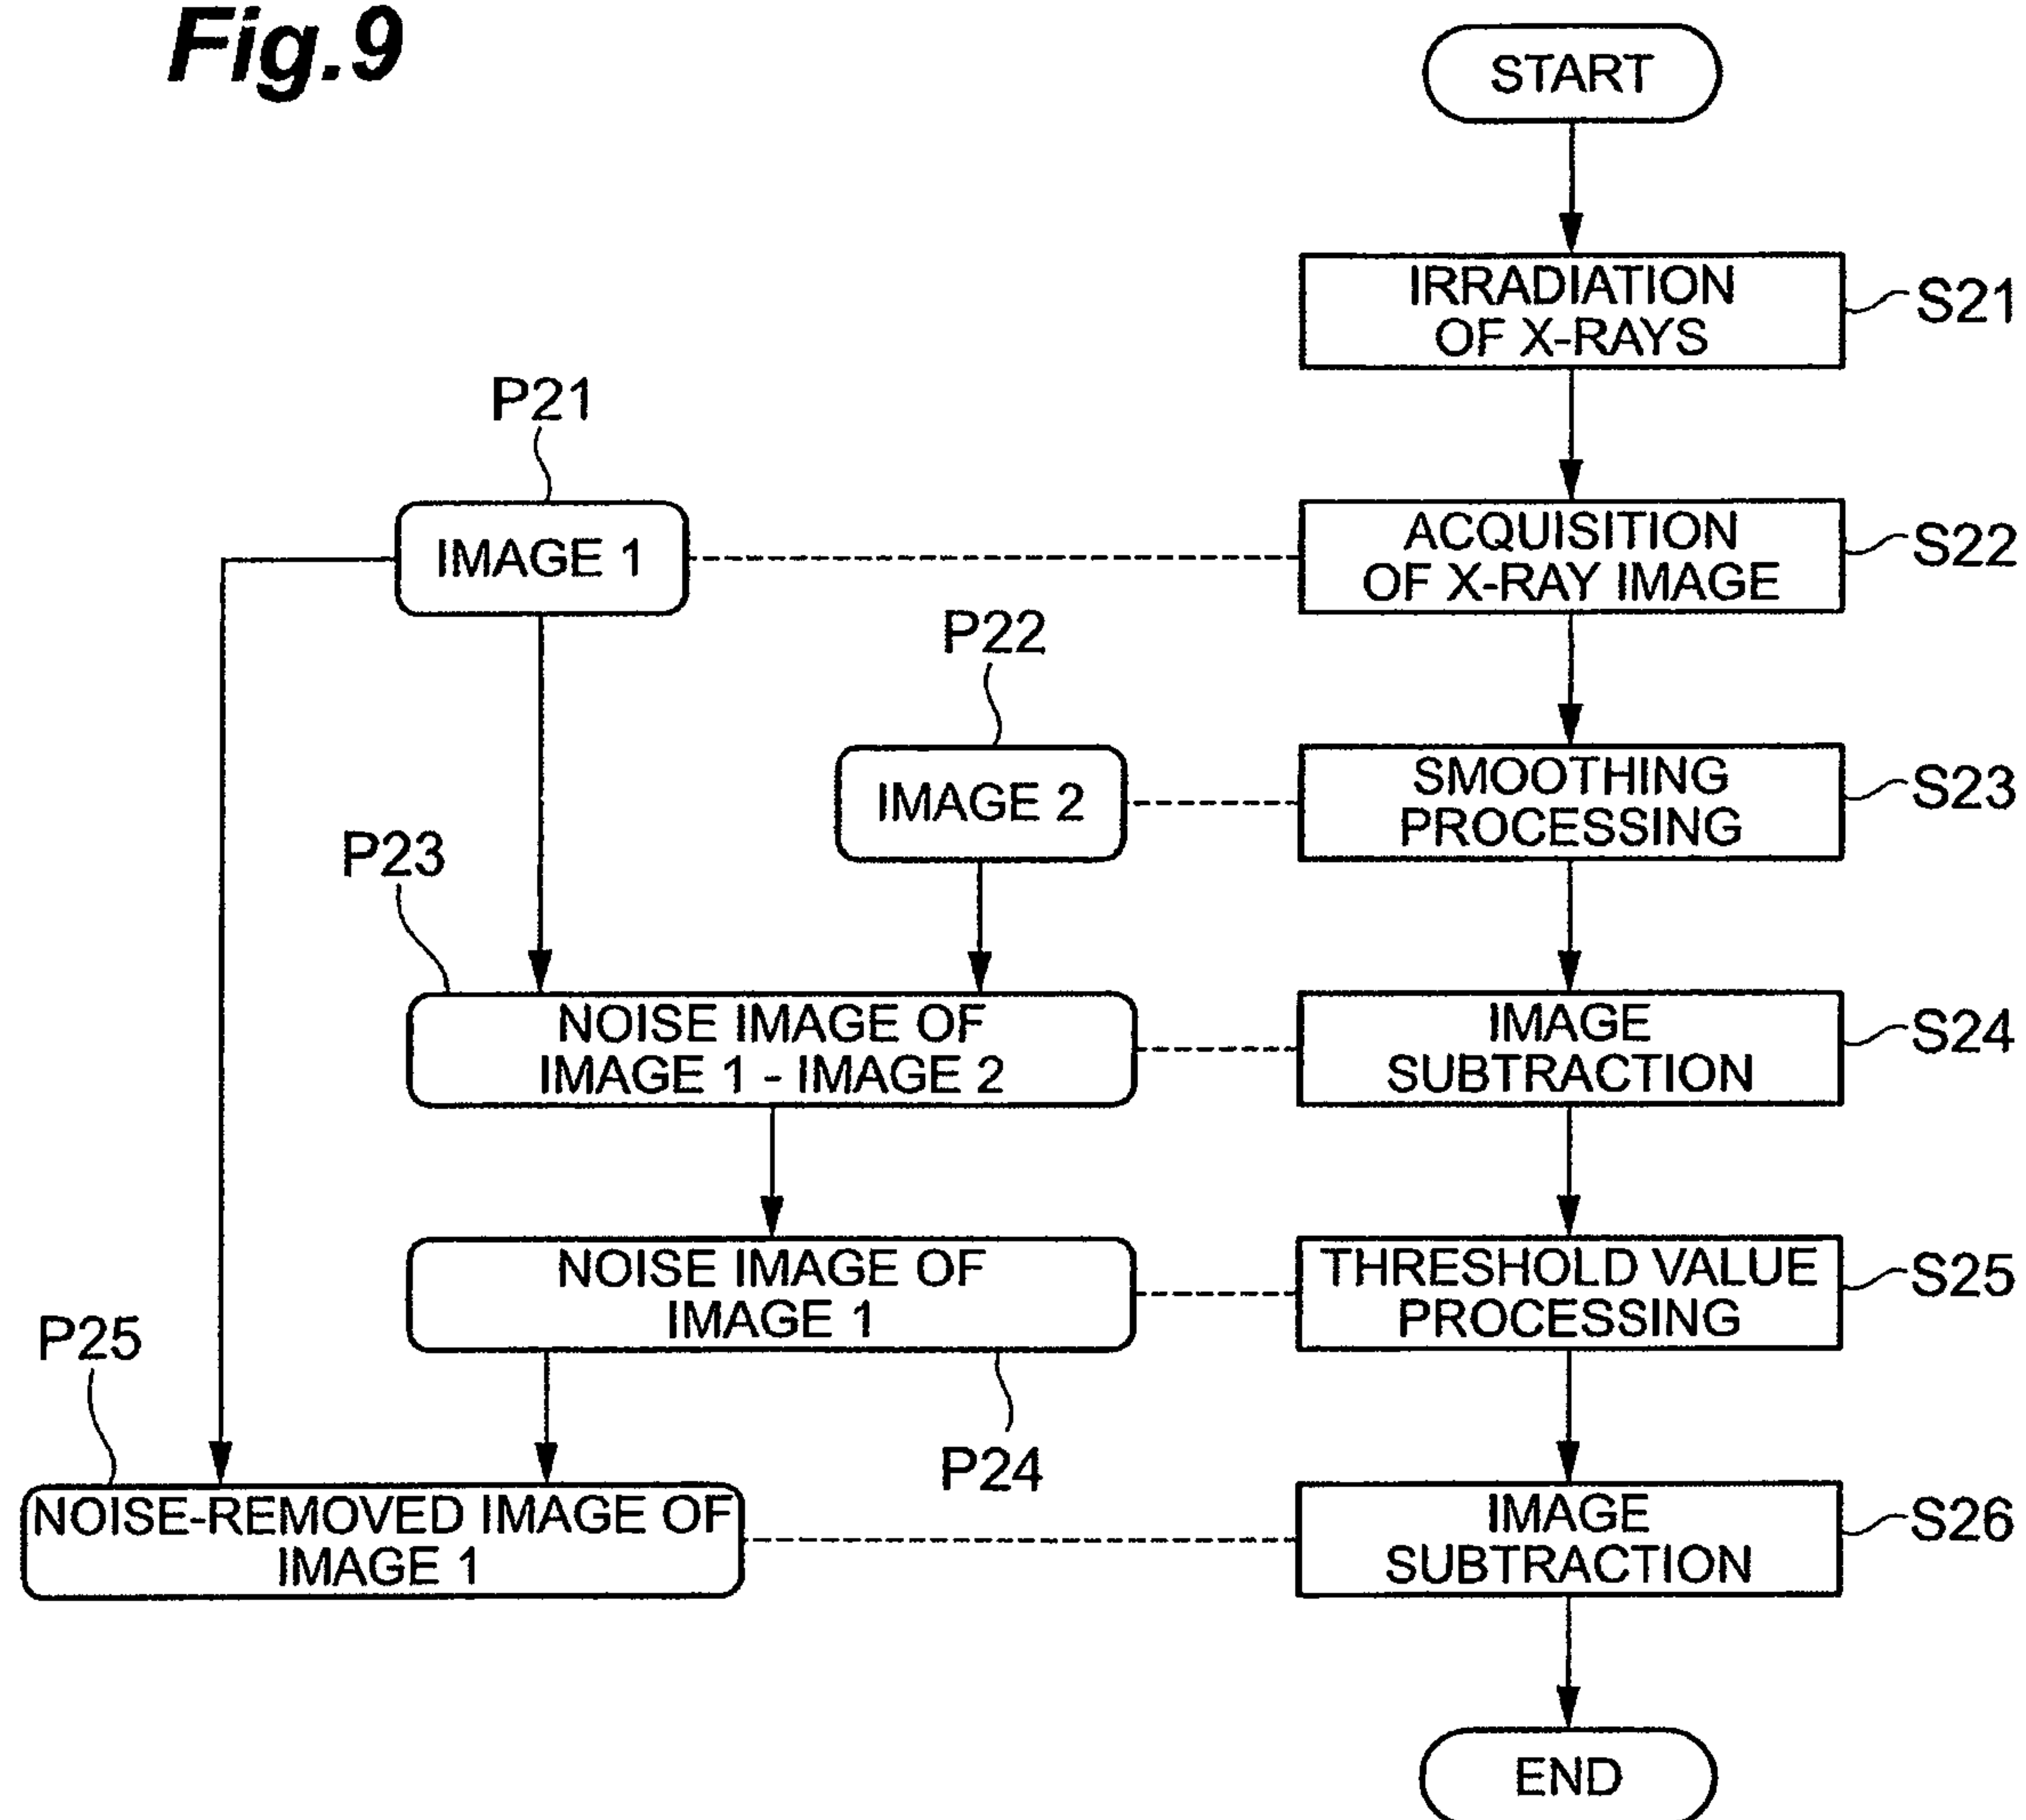 Fig.9
START
IRRADIATION
OF X-RAYS
S21
P21
IMAGE 1
ACQUISITION
OF X-RAY IMAGE
S22
P22
IMAGE 2
SMOOTHING
PROCESSING
S23
P23
NOISE IMAGE OF
IMAGE 1 - IMAGE 2
IMAGE
SUBTRACTION
S24
NOISE IMAGE OF
IMAGE 1
P24
THRESHOLD VALUE
PROCESSING
S25
P25
NOISE-REMOVED IMAGE OF
IMAGE 1
IMAGE
SUBTRACTION
S26
END